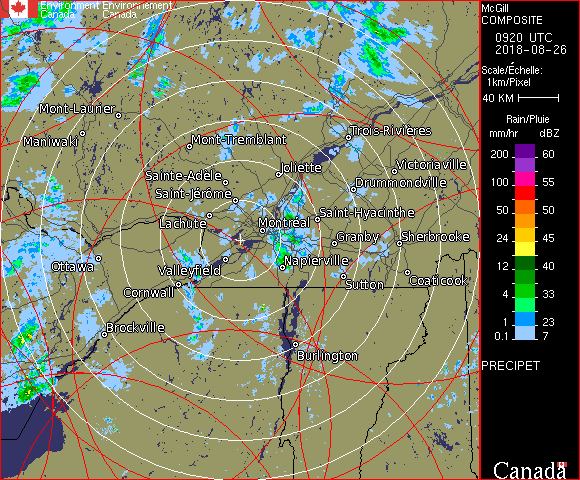 Environment Environnement
Canada Canada
Mont-Laurier
Maniwaki
Mont-Tremblant
Trois-Rivières
Joliette
Victoriaville
Sainte-Adèle
Drummondville
Saint-Jérôme
Saint-Hyacinthe
Lachute
Montréal
Granby
Sherbrooke
Ottawa
Valleyfield
Napierville
Cornwall
Sutton
Coaticook
Brockville
Burlington
McGill
COMPOSITE
0920 UTC
2018-08-26
Scale/Échelle:
1km/Pixel
40 KM
Rain/Pluie
mm/hr dBZ
200 60
100 55
50 50
24 45
12 40
4 33
1 23
0.1 7
PRECIPET
Canada